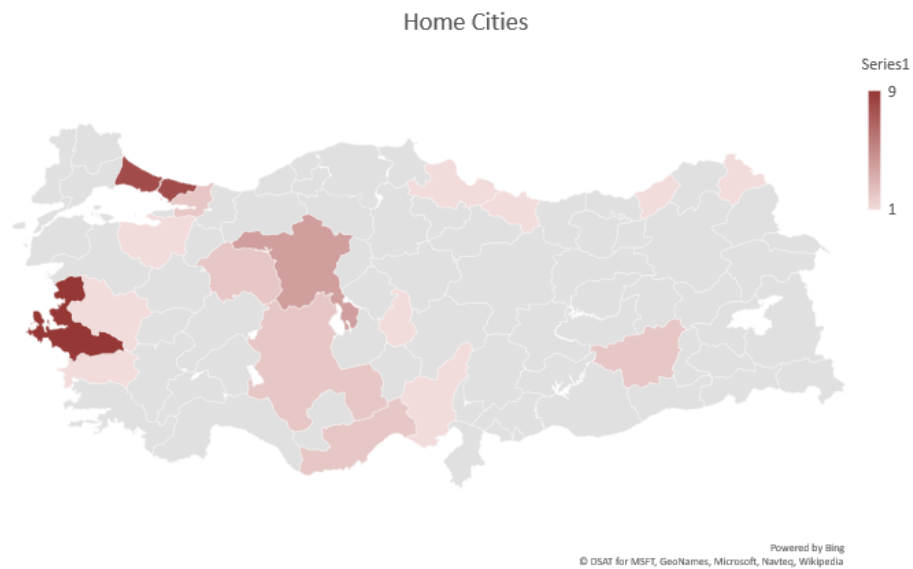 Home Cities
Series1
9
1
Powered by Bing
© DSAT for MSFT, GeoNames, Microsoft, Navteq, Wikipedia